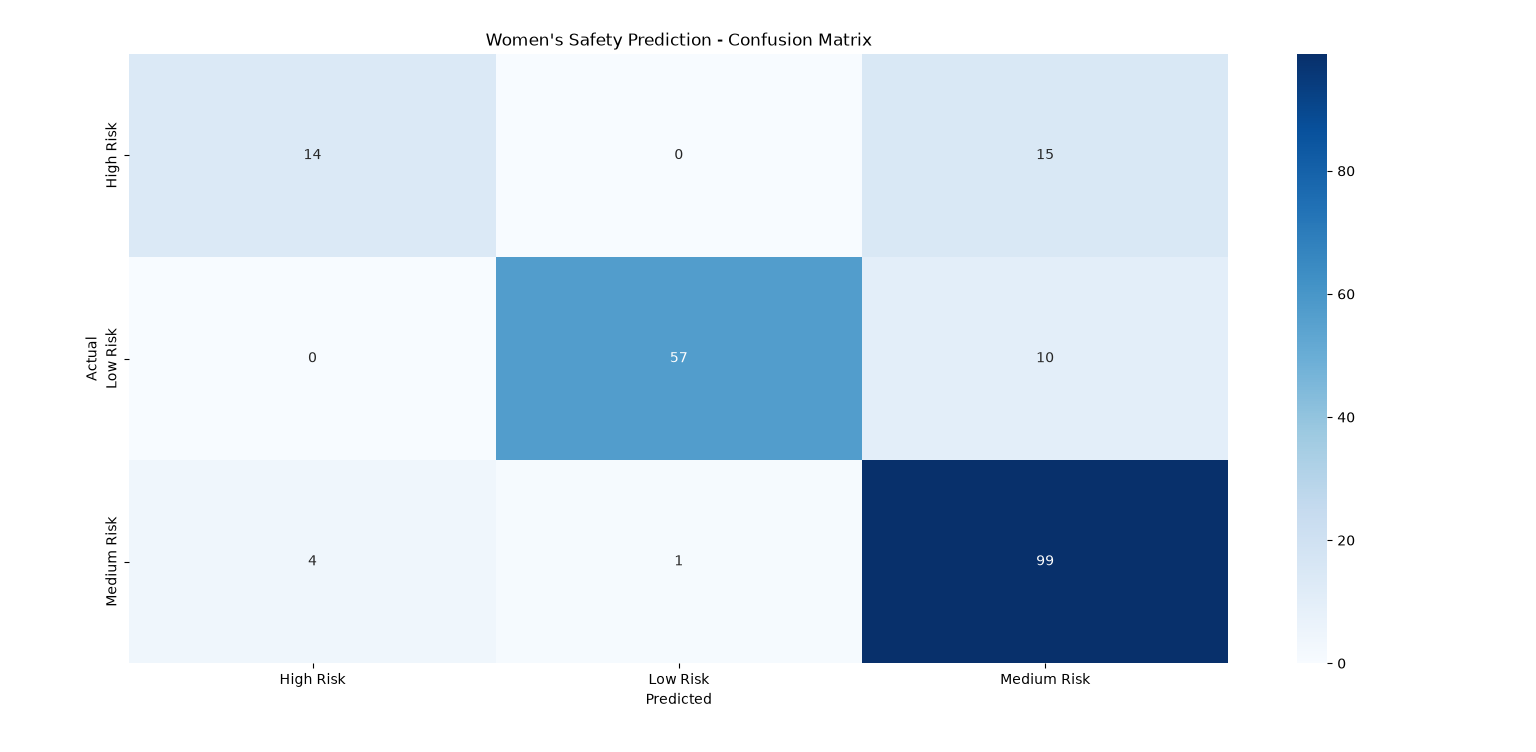 Women's Safety Prediction - Confusion Matrix
High Risk
14
0
15
Actual
Low Risk
0
57
10
Medium Risk
4
1
99
High Risk
Low Risk
Medium Risk
Predicted
80
60
40
20
0